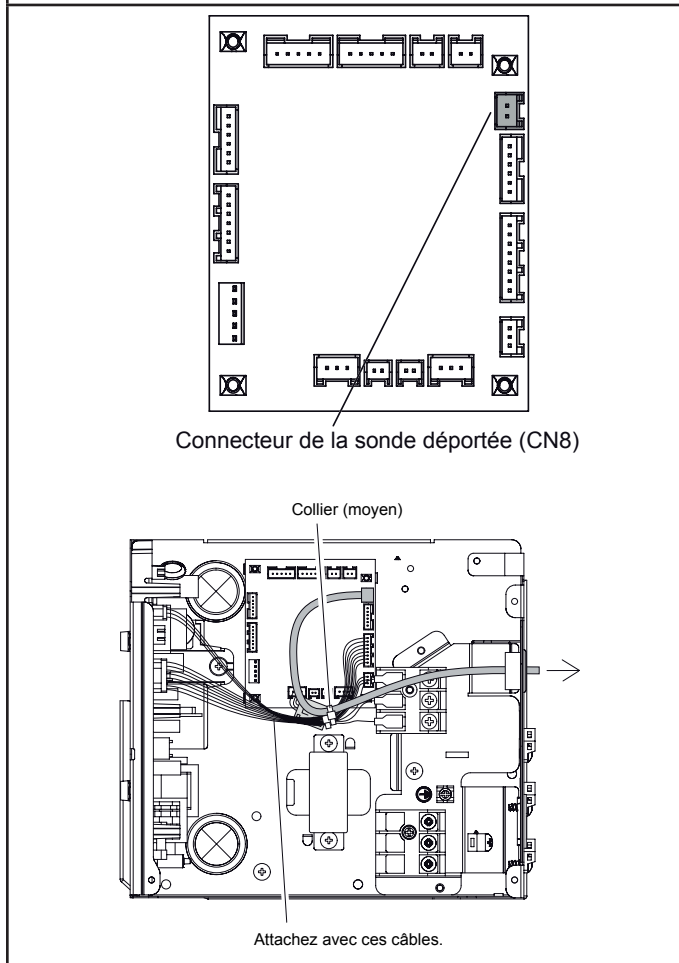 Connecteur de la sonde déportée (CN8)
Collier (moyen)
Attachez avec ces câbles.